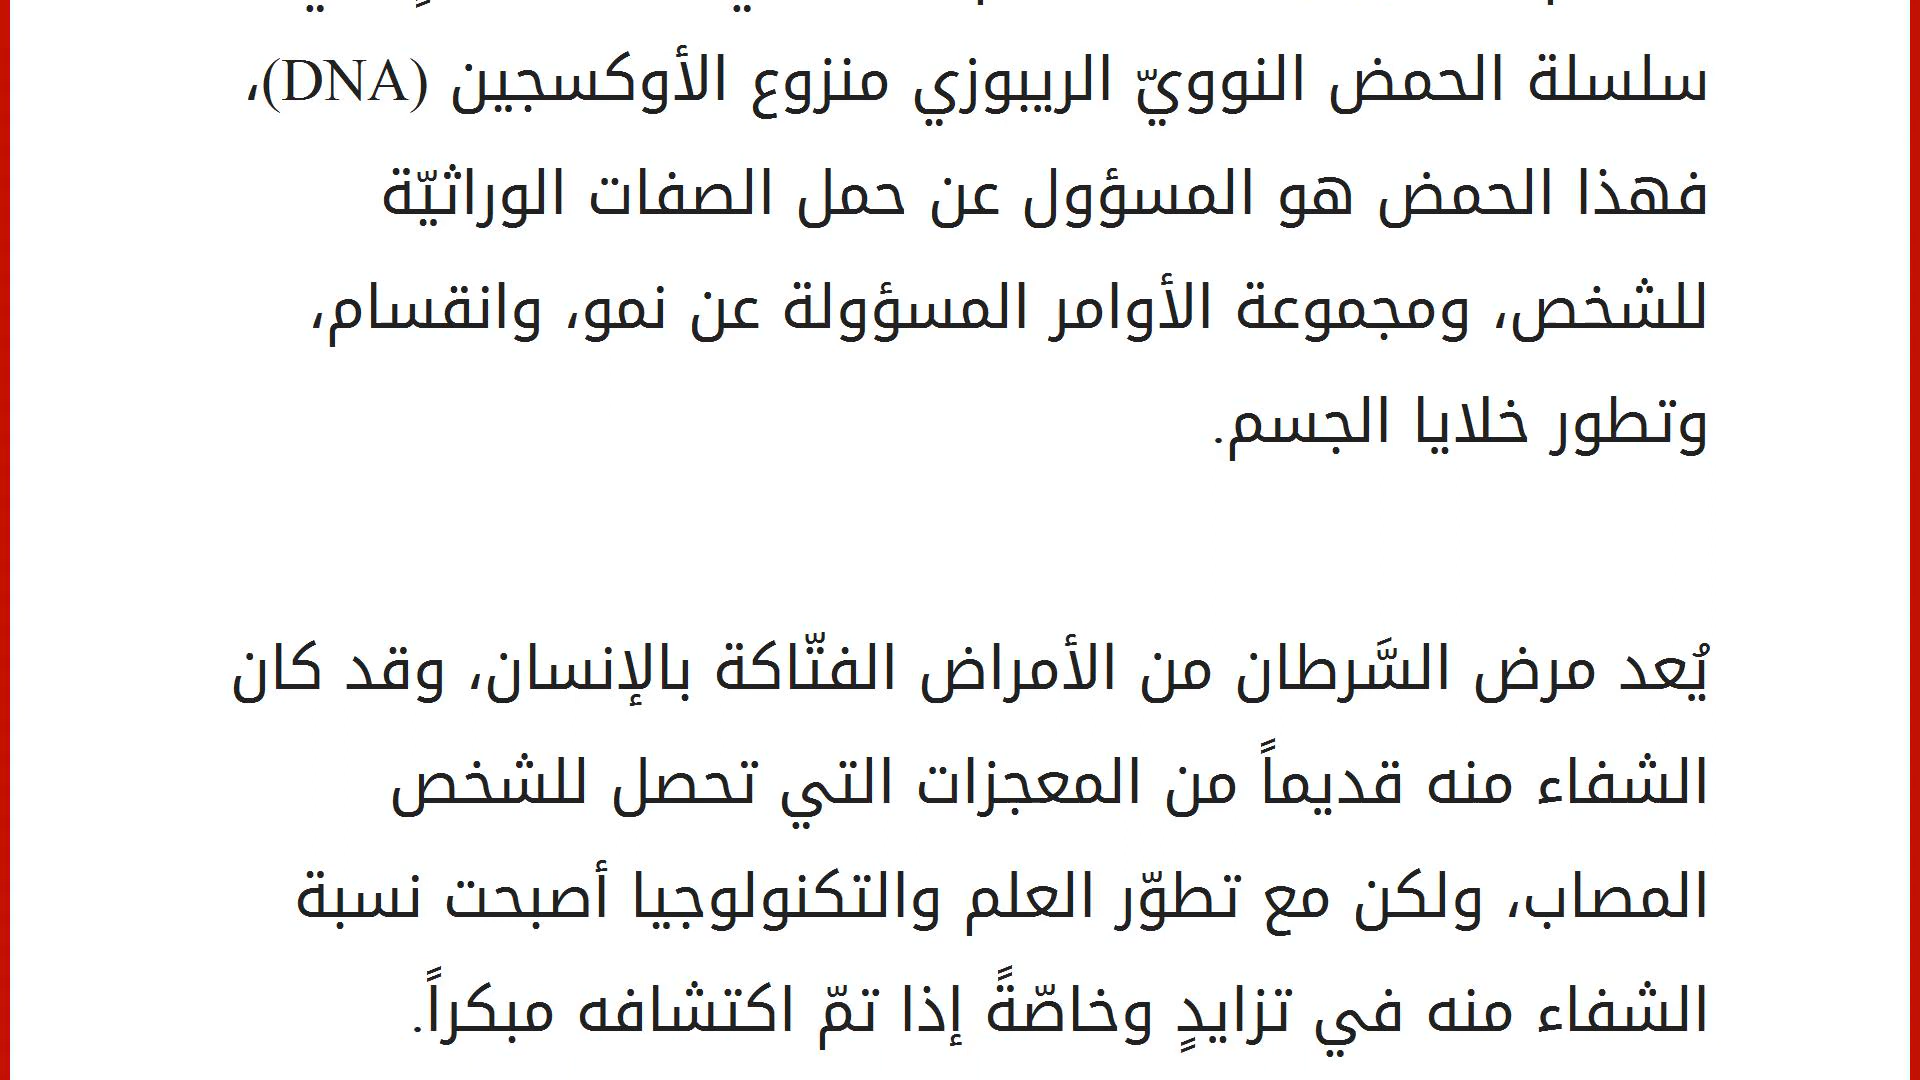 سلسلة الحمض النوويّ الريبوزي منزوع الأوكسجين (DNA)،
فهذا الحمض هو المسؤول عن حمل الصفات الوراثيّة
للشخص، ومجموعة الأوامر المسؤولة عن نمو، وانقسام،
وتطور خلايا الجسم.
يُعد مرض السَّرطان من الأمراض الفتّاكة بالإنسان، وقد كان
الشفاء منه قديماً من المعجزات التي تحصل للشخص
المصاب، ولكن مع تطوّر العلم والتكنولوجيا أصبحت نسبة
الشفاء منه في تزايدٍ وخاصّةً إذا تمّ اكتشافه مبكراً.